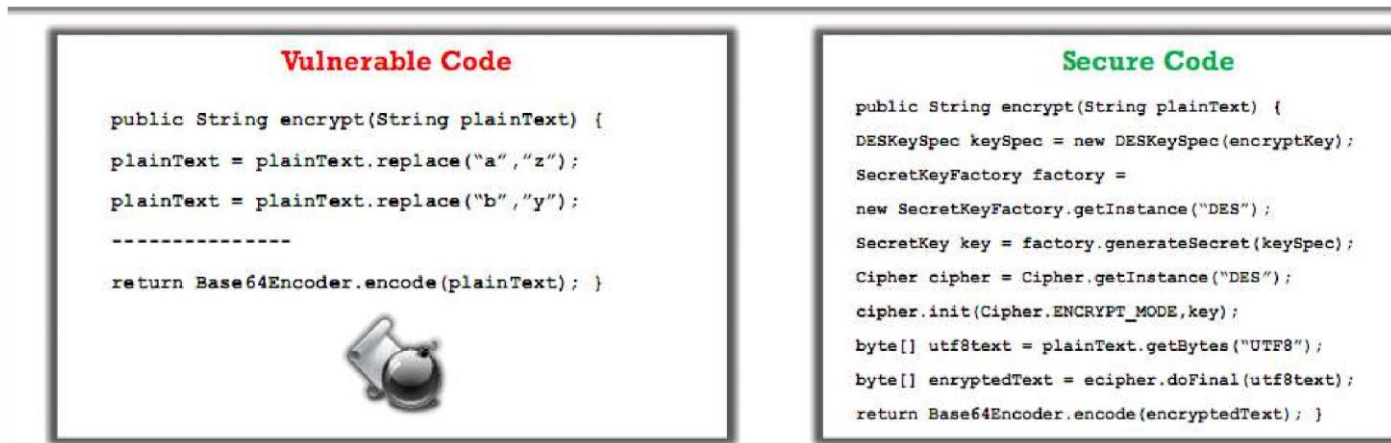 Vulnerable Code
public String encrypt(String plainText) {
plainText = plainText.replace(“a”,”z”);
plainText = plainText.replace(“b”,”y”);
---------------
return Base64Encoder.encode(plainText); }
Secure Code
public String encrypt(String plainText) {
DESKeySpec keySpec = new DESKeySpec(encryptKey);
SecretKeyFactory factory =
new SecretKeyFactory.getInstance(“DES”);
SecretKey key = factory.generateSecret(keySpec);
Cipher cipher = Cipher.getInstance(“DES”);
cipher.init(Cipher.ENCRYPT_MODE,key);
byte[] utf8text = plainText.getBytes(“UTF8”);
byte[] enryptedText = ecipher.doFinal(utf8text);
return Base64Encoder.encode(encryptedText); }